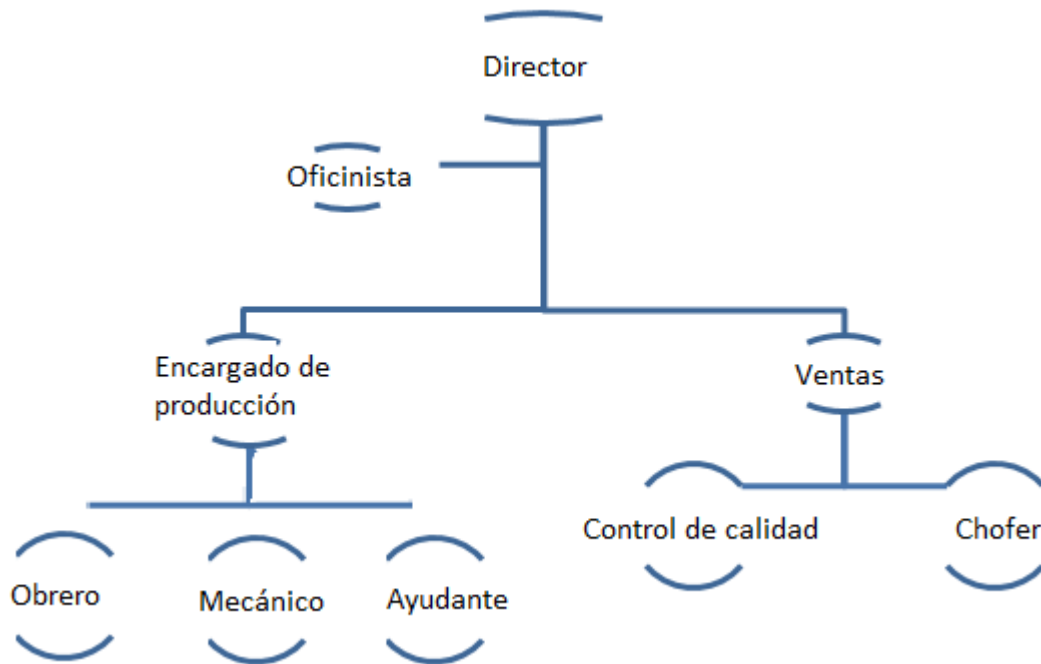 Director
Oficinista
Encargado de
producción
Ventas
Control de calidad
Chofer
Obrero
Mecánico
Ayudante